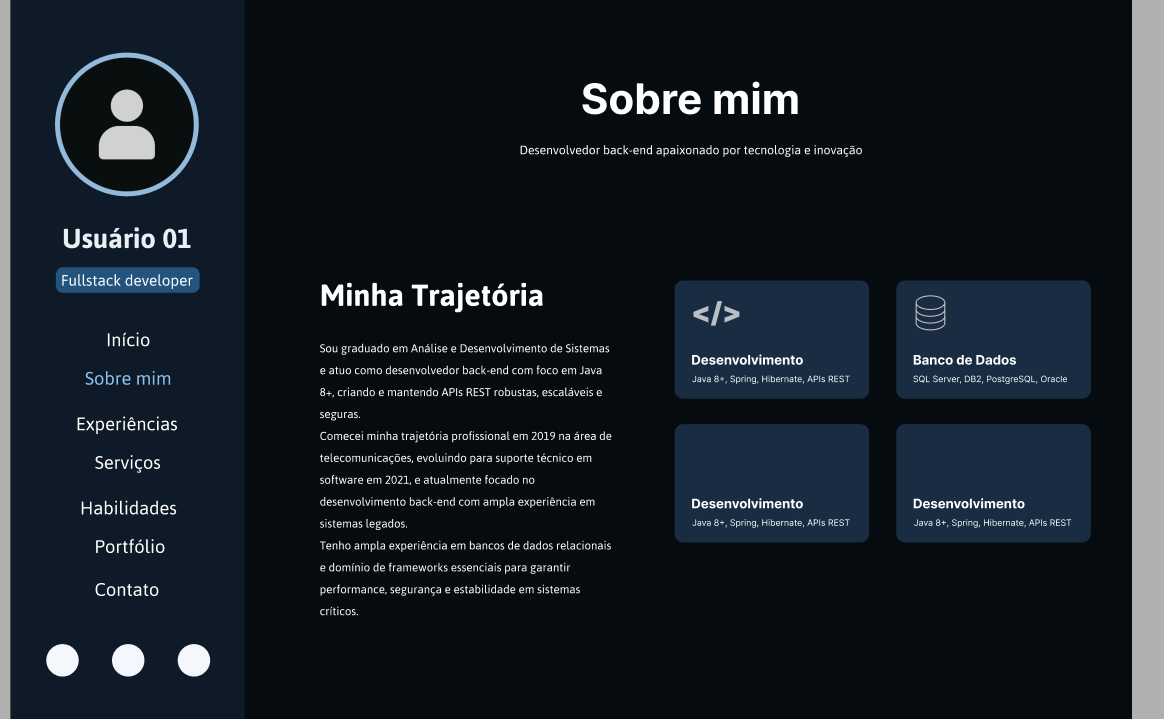 Usuário 01
Fullstack developer
Início
Sobre mim
Experiências
Serviços
Habilidades
Portfólio
Contato
Sobre mim
Desenvolvedor back-end apaixonado por tecnologia e inovação
Minha Trajetória
Sou graduado em Análise e Desenvolvimento de Sistemas
e atuo como desenvolvedor back-end com foco em Java
8+, criando e mantendo APIs REST robustas, escaláveis e
seguras.
Comecei minha trajetória profissional em 2019 na área de
telecomunicações, evoluindo para suporte técnico em
software em 2021, e atualmente focado no
desenvolvimento back-end com ampla experiência em
sistemas legados.
Tenho ampla experiência em bancos de dados relacionais
e domínio de frameworks essenciais para garantir
performance, segurança e estabilidade em sistemas
críticos.
</>
Desenvolvimento
Java 8+, Spring, Hibernate, APIs REST
Banco de Dados
SQL Server, DB2, PostgreSQL, Oracle
Desenvolvimento
Java 8+, Spring, Hibernate, APIs REST
Desenvolvimento
Java 8+, Spring, Hibernate, APIs REST